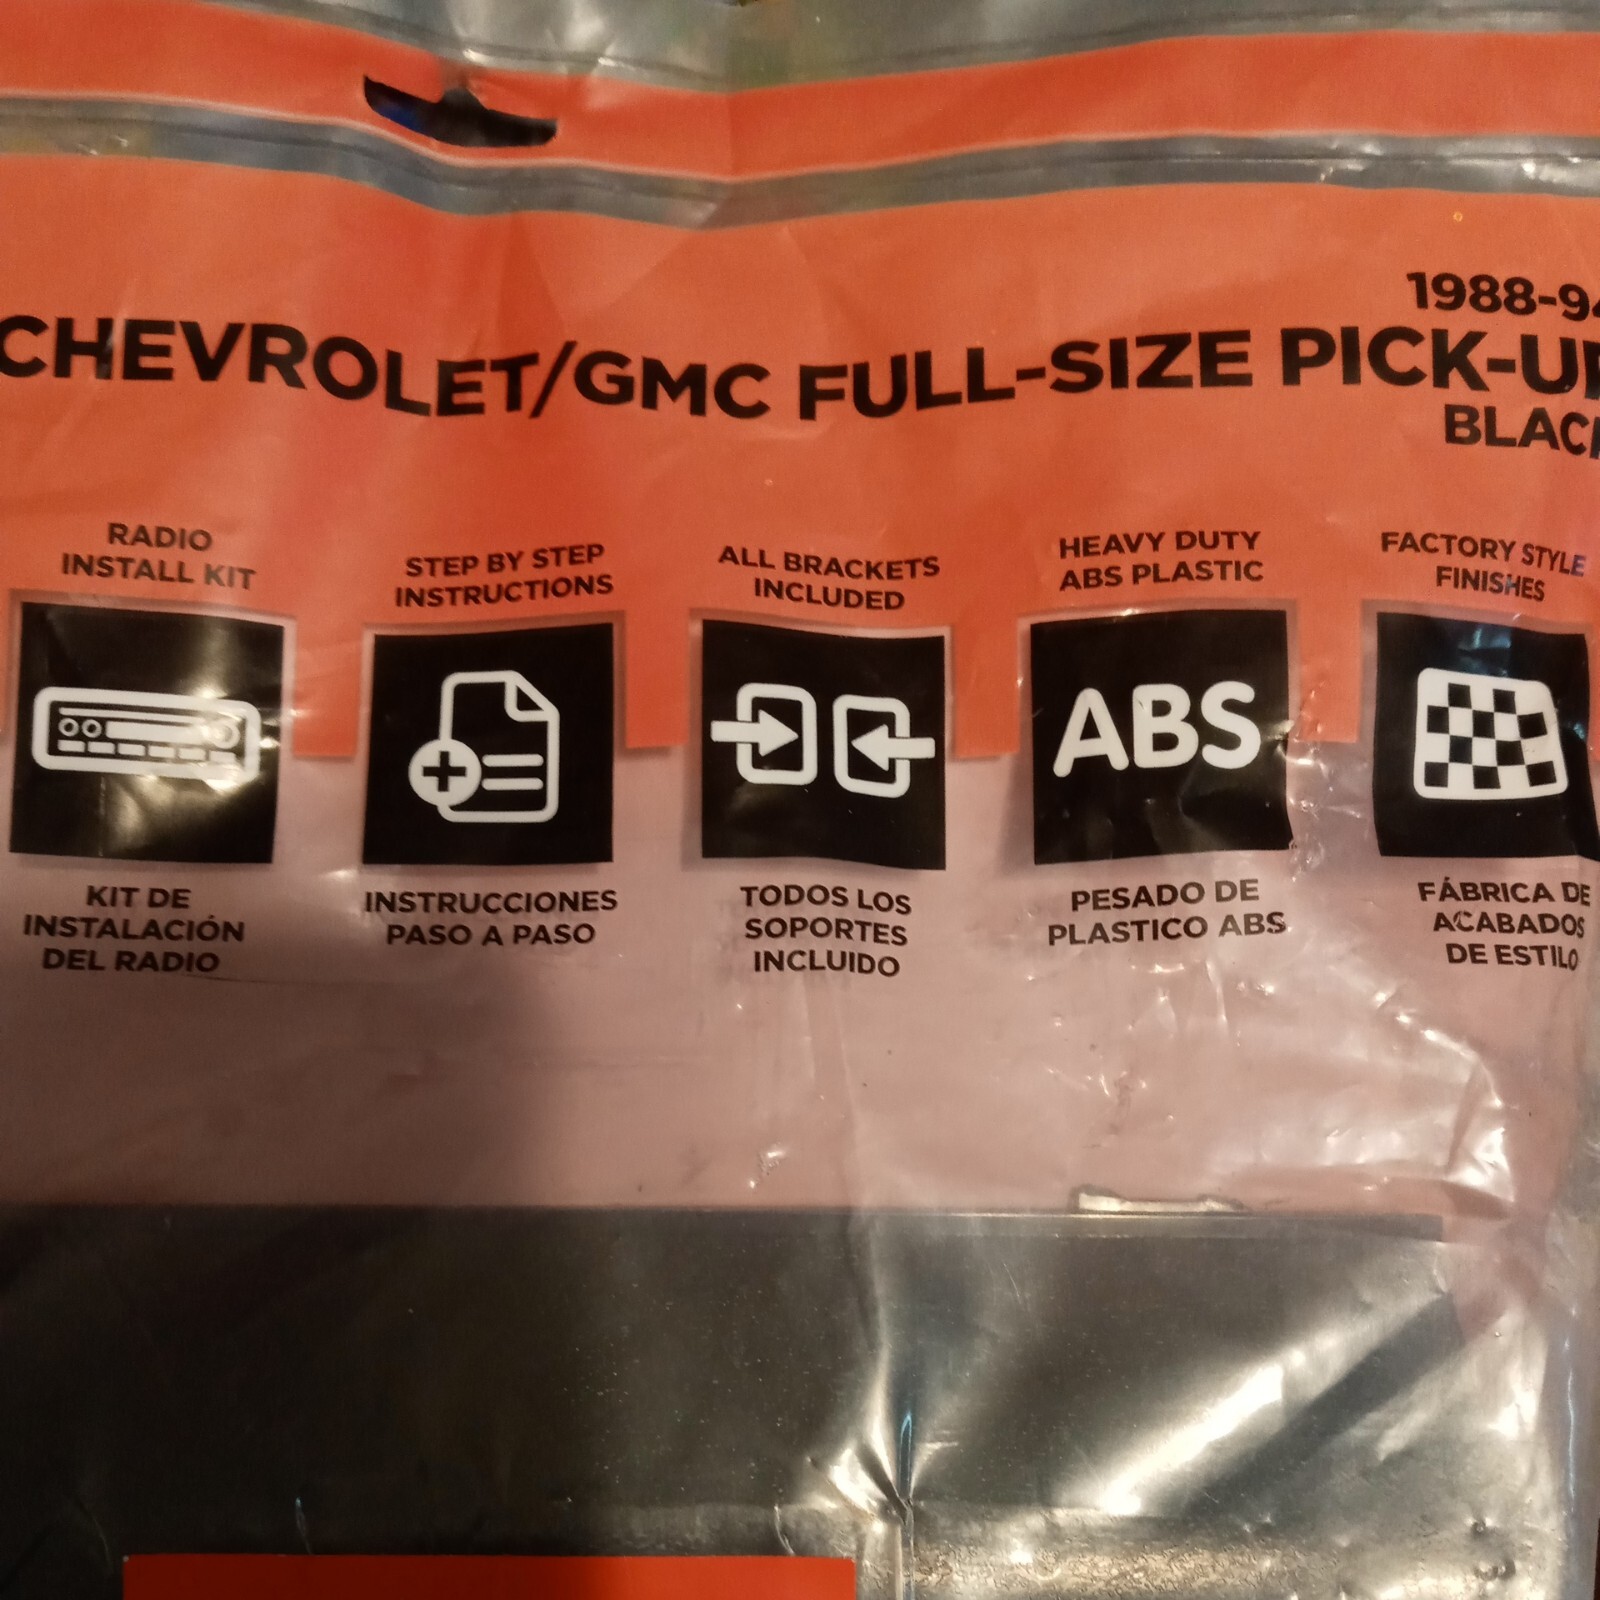 1988-94
CHEVROLET/GMC FULL-SIZE PICK-UP
BLACK
RADIO
INSTALL KIT
STEP BY STEP
INSTRUCTIONS
ALL BRACKETS
INCLUDED
HEAVY DUTY
ABS PLASTIC
FACTORY STYLE
FINISHES
ABS
KIT DE
INSTALACIÓN
DEL RADIO
INSTRUCCIONES
PASO A PASO
TODOS LOS
SOPORTES
INCLUIDO
PESADO DE
PLASTICO ABS
FÁBRICA DE
ACABADOS
DE ESTILO